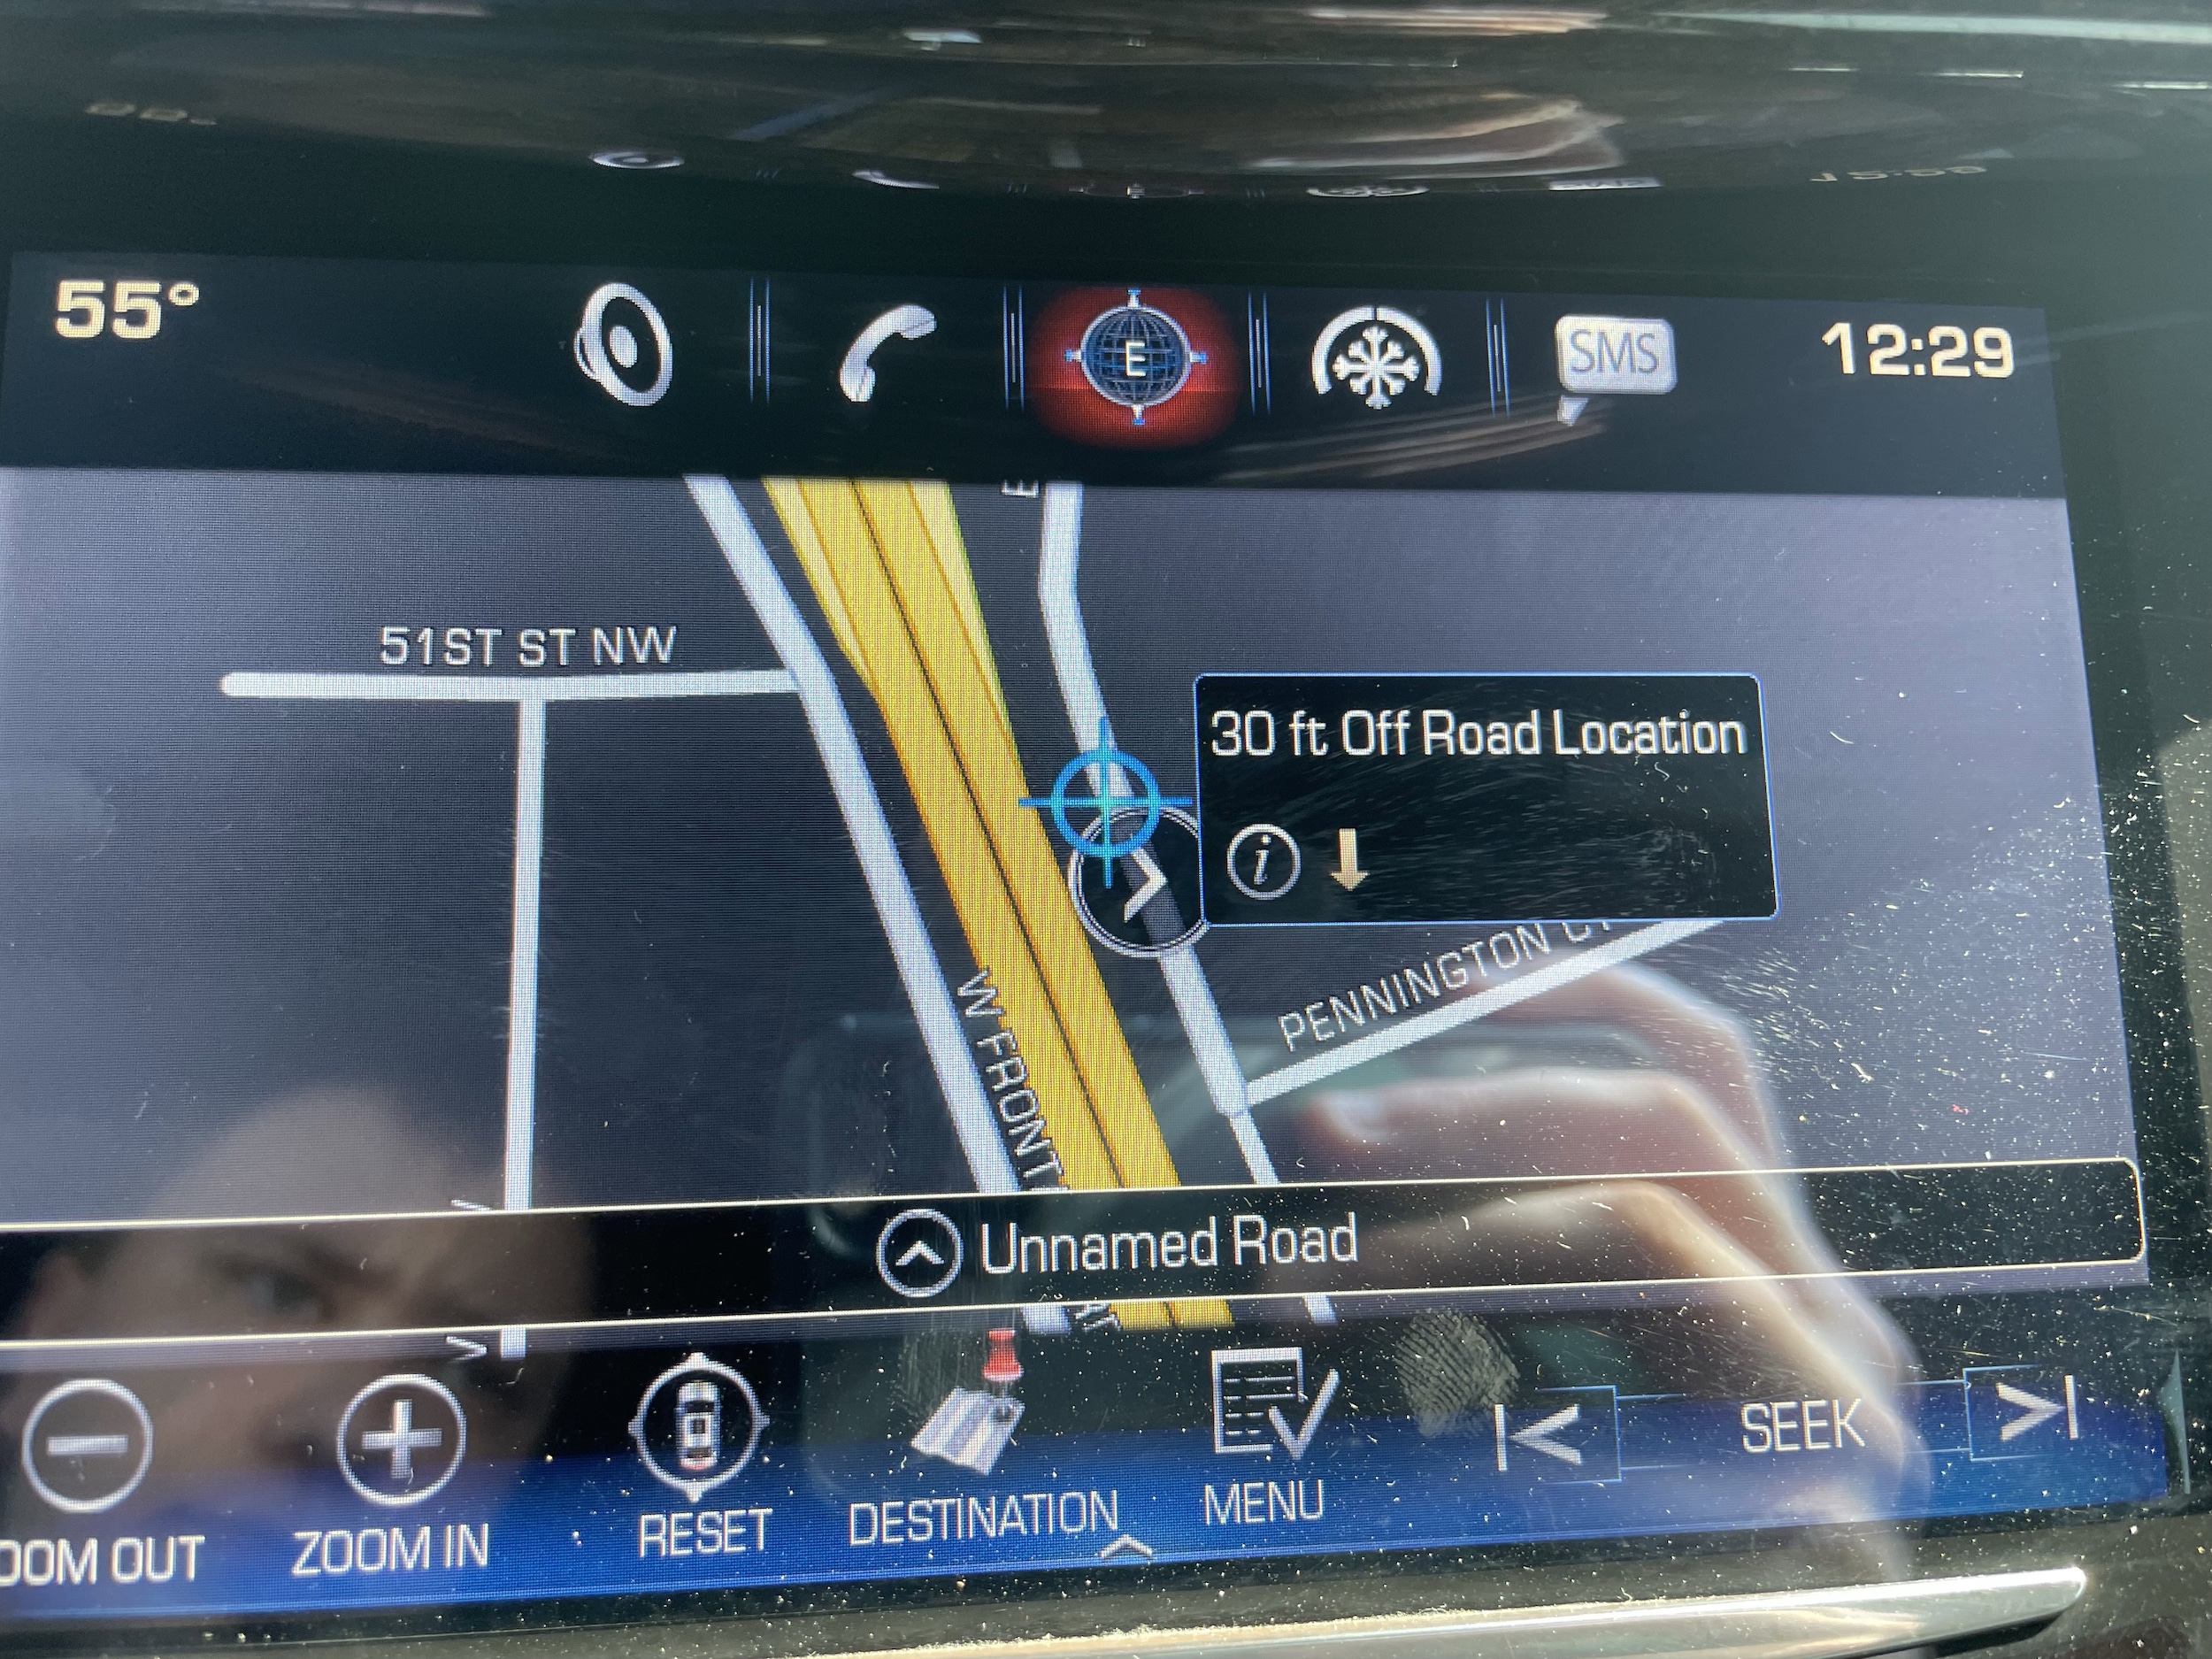 55°
E
SMS
12:29
E
51ST ST NW
30 ft Off Road Location
i
PENNINGTON
W FRONT
Unnamed Road
OOM OUT
ZOOM IN
RESET
DESTINATION
MENU
SEEK